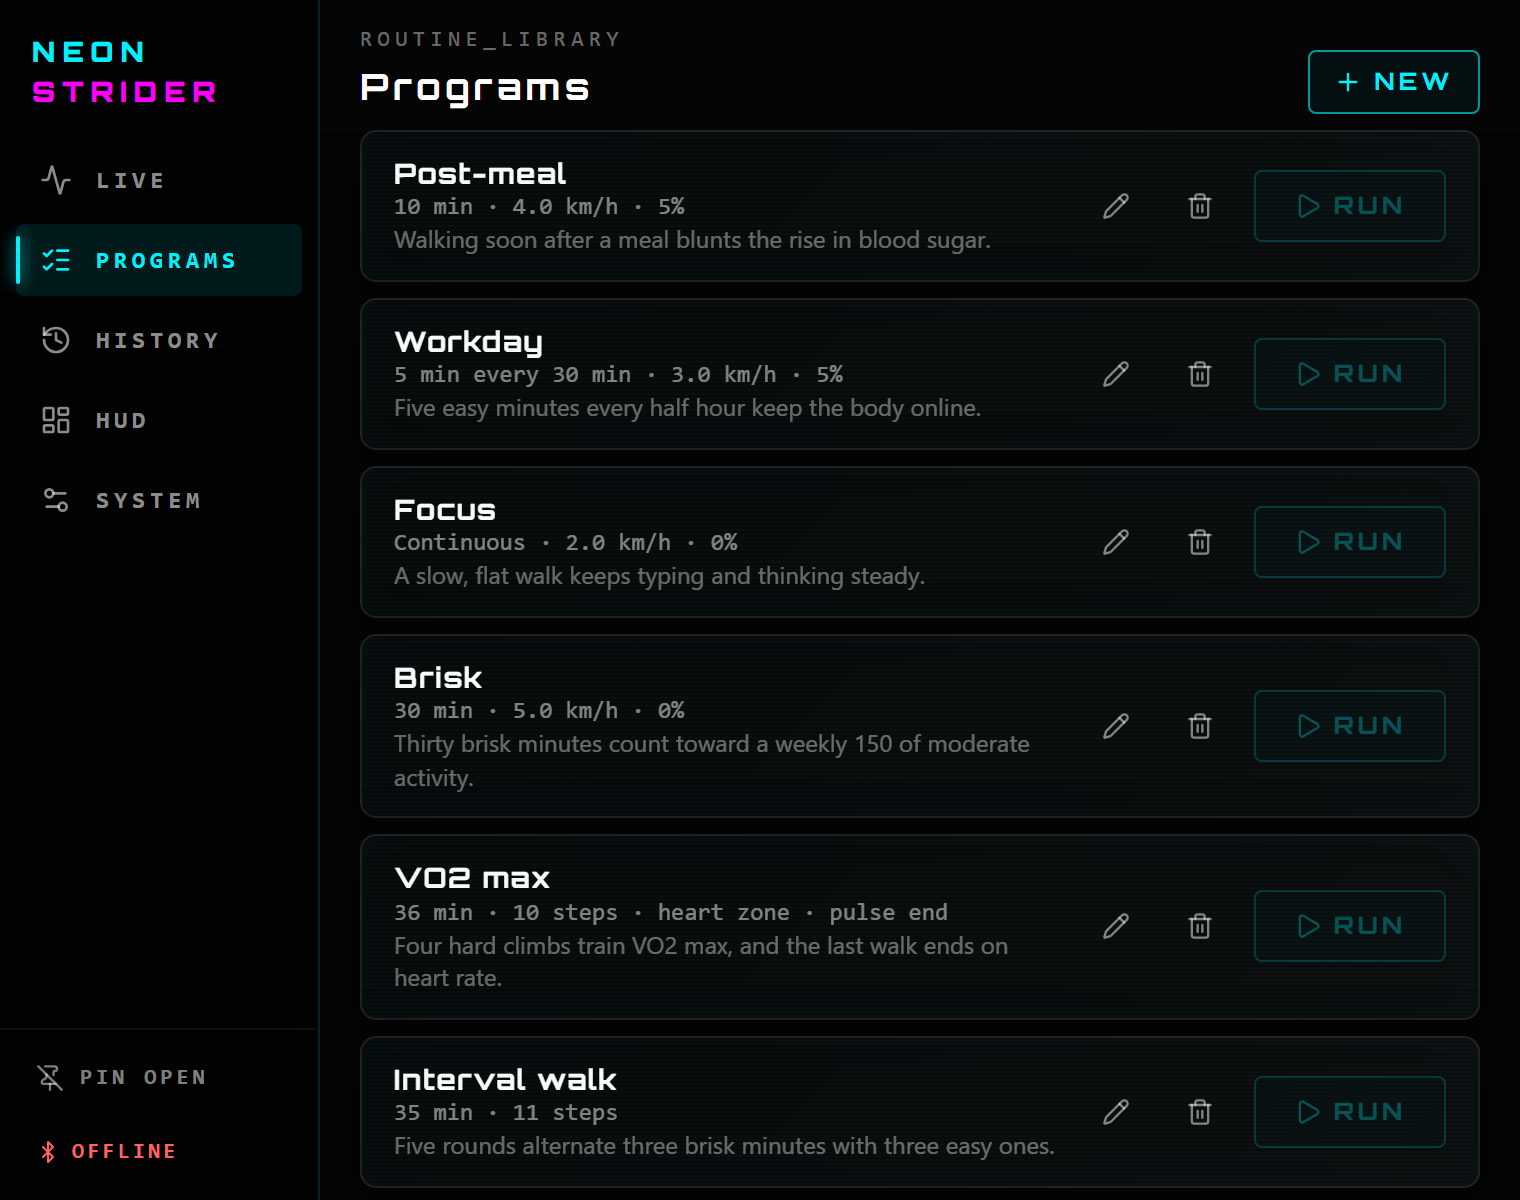 NEON
STRIDER
LIVE
PROGRAMS
HISTORY
HUD
SYSTEM
PIN OPEN
OFFLINE
ROUTINE_LIBRARY
Programs
+ NEW
Post-meal
10 min · 4.0 km/h · 5%
Walking soon after a meal blunts the rise in blood sugar.
RUN
Workday
5 min every 30 min · 3.0 km/h · 5%
Five easy minutes every half hour keep the body online.
RUN
Focus
Continuous · 2.0 km/h · 0%
A slow, flat walk keeps typing and thinking steady.
RUN
Brisk
30 min · 5.0 km/h · 0%
Thirty brisk minutes count toward a weekly 150 of moderate
activity.
RUN
VO2 max
36 min · 10 steps · heart zone · pulse end
Four hard climbs train VO2 max, and the last walk ends on
heart rate.
RUN
Interval walk
35 min · 11 steps
Five rounds alternate three brisk minutes with three easy ones.
RUN